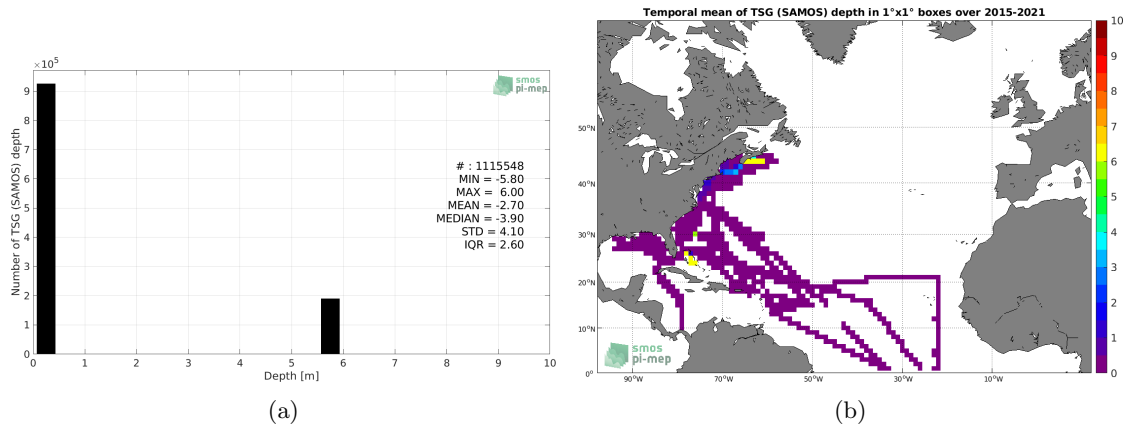 × 10⁵
9
8
7
6
5
4
3
2
1
0
Number of TSG (SAMOS) depth
smos
pi-mep
# : 1115548
MIN = -5.80
MAX = 6.00
MEAN = -2.70
MEDIAN = -3.90
STD = 4.10
IQR = 2.60
0 1 2 3 4 5 6 7 8 9 10
Depth [m]
(a)
Temporal mean of TSG (SAMOS) depth in 1°x1° boxes over 2015-2021
50°N
40°N
30°N
20°N
10°N
0°
90°W 70°W 50°W 30°W 10°W
smos
pi-mep
10
9
8
7
6
5
4
3
2
1
0
(b)